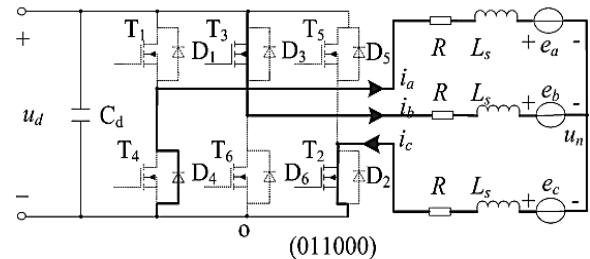 +
T1 D1 T3 D3 T5 D5
R Ls + ea -
ia
ud Cd
ib R Ls + eb -
un
ic
T4 D4 T6 D6 T2 D2
R Ls + ec -
–
o
(011000)